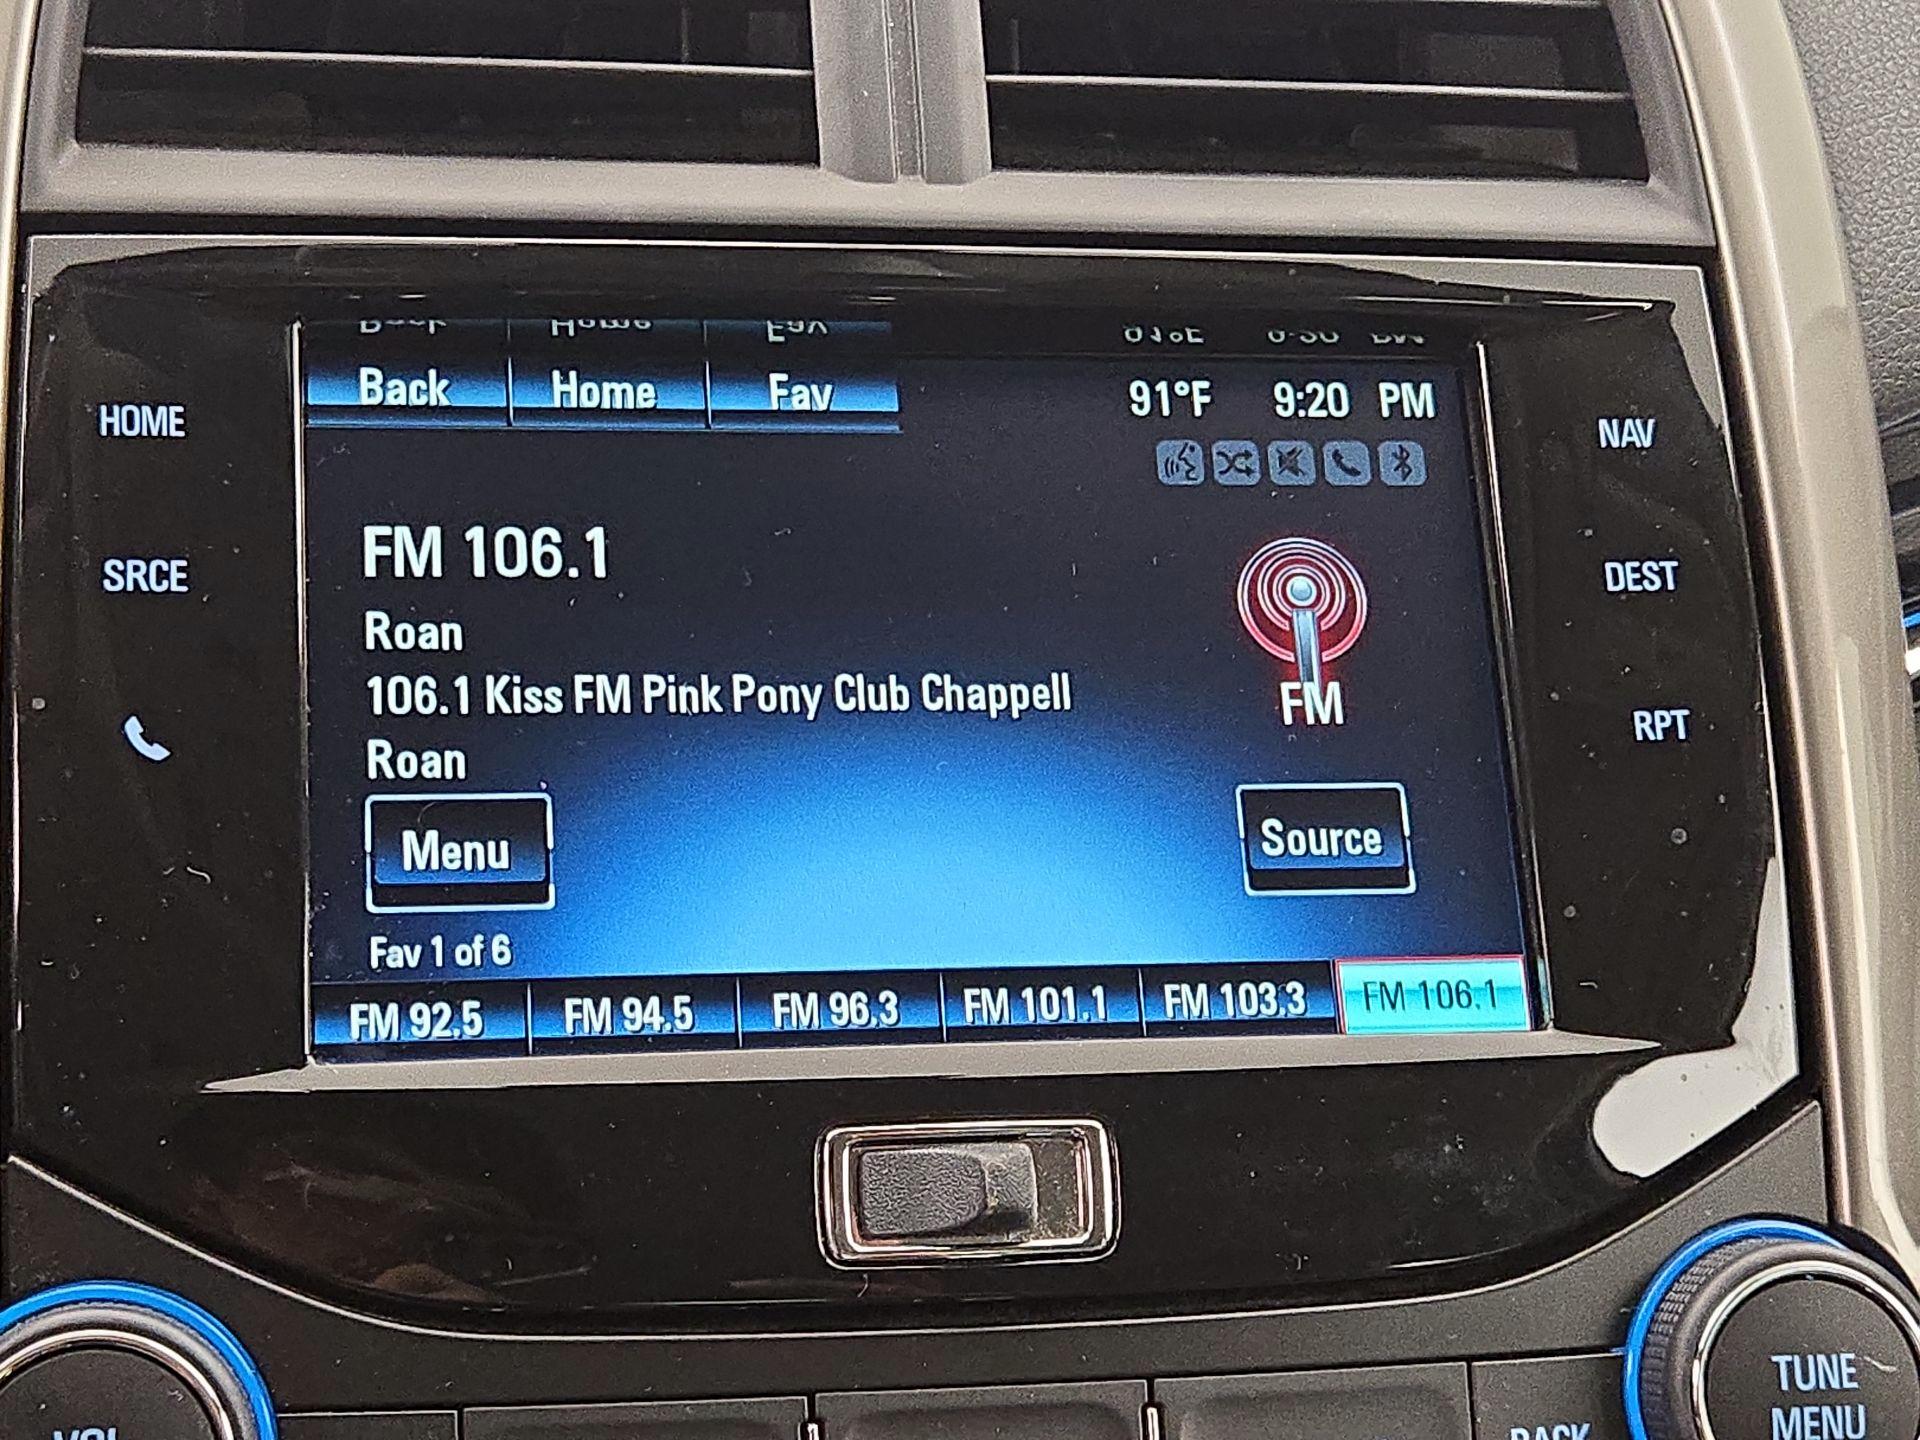 Back Home Fav
91°F 9:20 PM
HOME
NAV
FM 106.1
SRCE
DEST
Roan
106.1 Kiss FM Pink Pony Club Chappell
Roan
FM
RPT
Menu
Source
Fav 1 of 6
FM 92.5 FM 94.5 FM 96.3 FM 101.1 FM 103.3 FM 106.1
TUNE
MENU
VOL
BACK